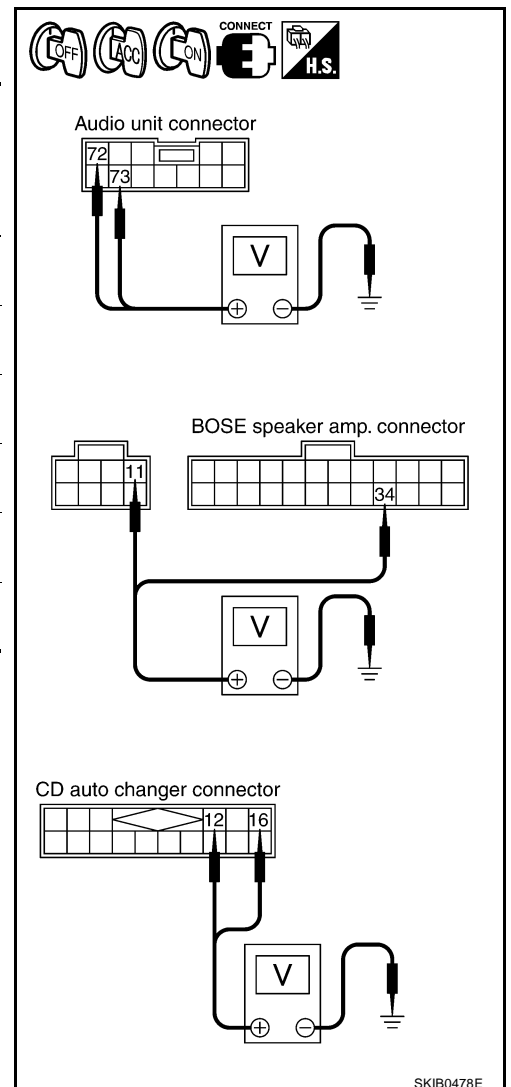 OFF ACC ON CONNECT H.S.
Audio unit connector
72
73
V
+ −
BOSE speaker amp. connector
11
34
V
+ −
CD auto changer connector
12 16
V
+ −
SKIB0478E